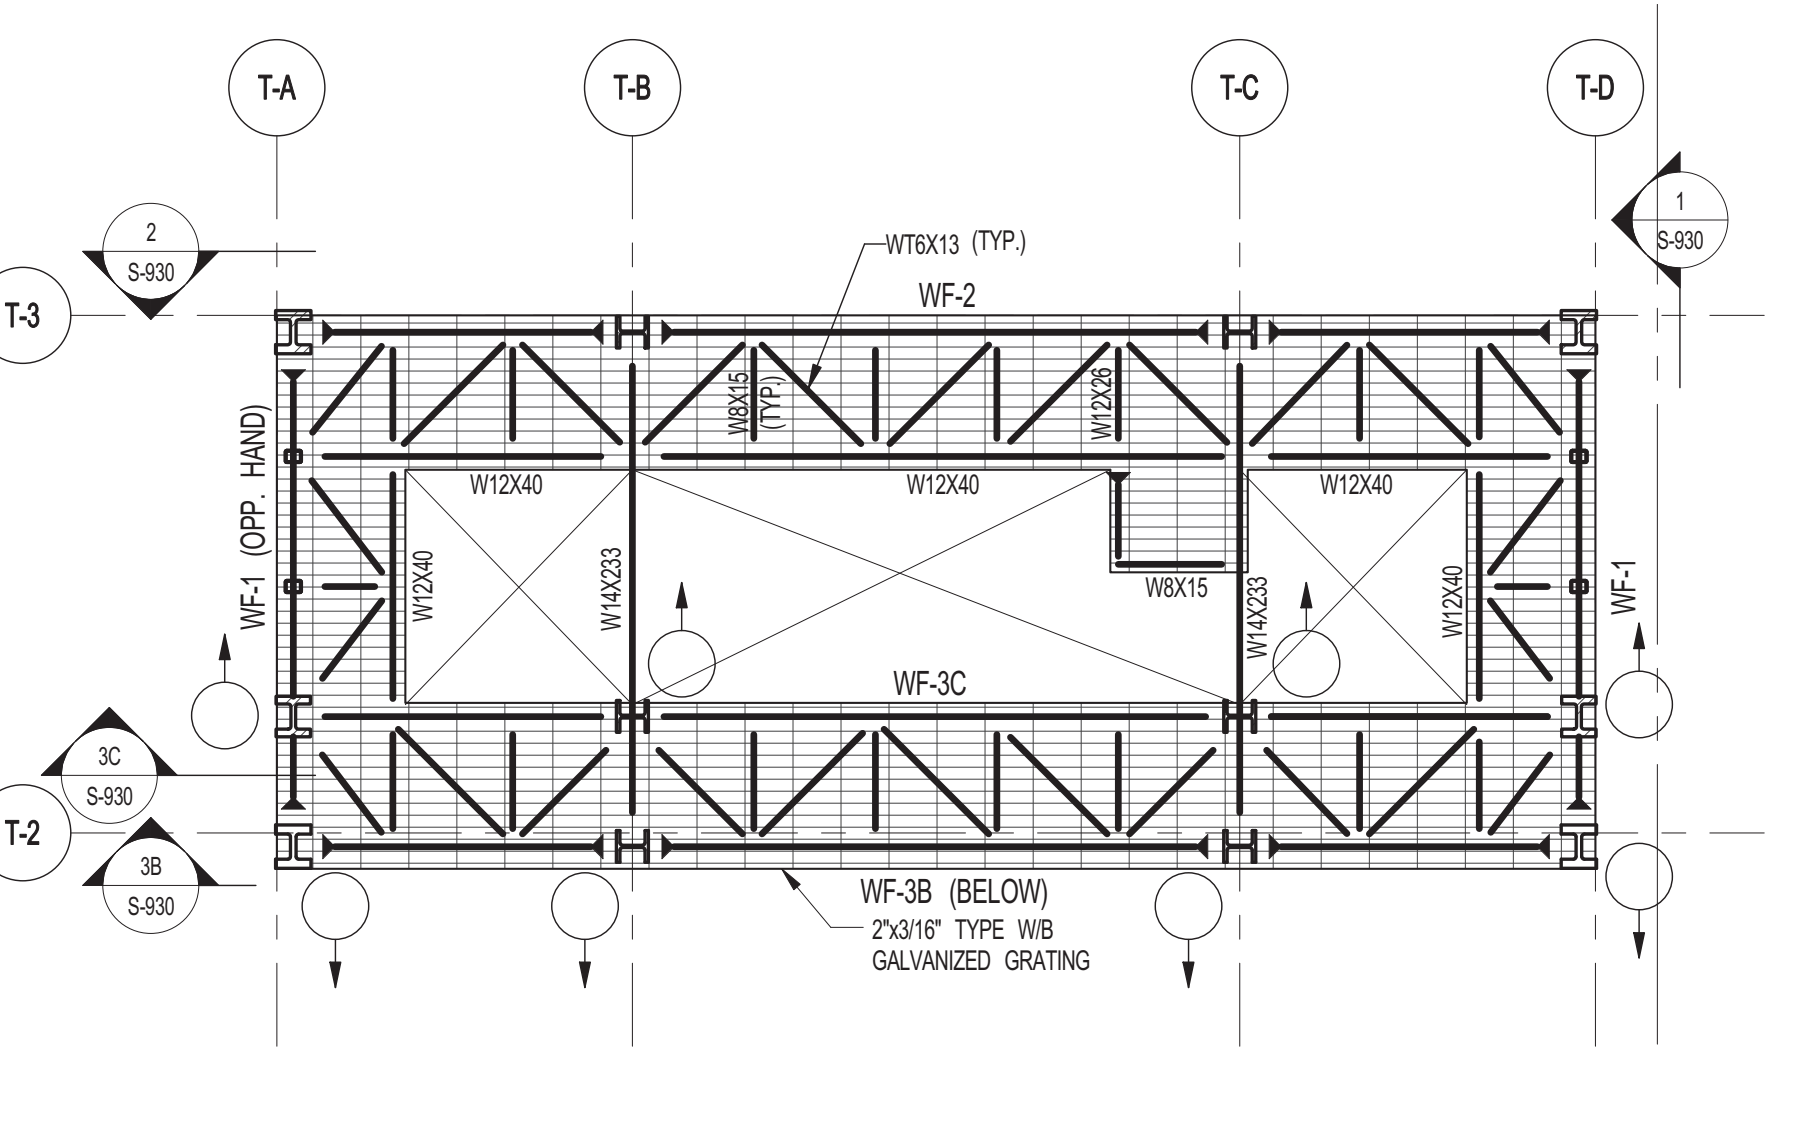 T-A
T-B
T-C
T-D
1
S-930
2
S-930
T-3
WT6X13 (TYP.)
WF-2
W8X15
(TYP.)
W12X26
WF-1 (OPP. HAND)
W12X40
W12X40
W12X40
W12X40
W14X233
W8X15
W14X233
W12X40
WF-1
WF-3C
3C
S-930
T-2
3B
S-930
WF-3B (BELOW)
2"x3/16" TYPE W/B
GALVANIZED GRATING